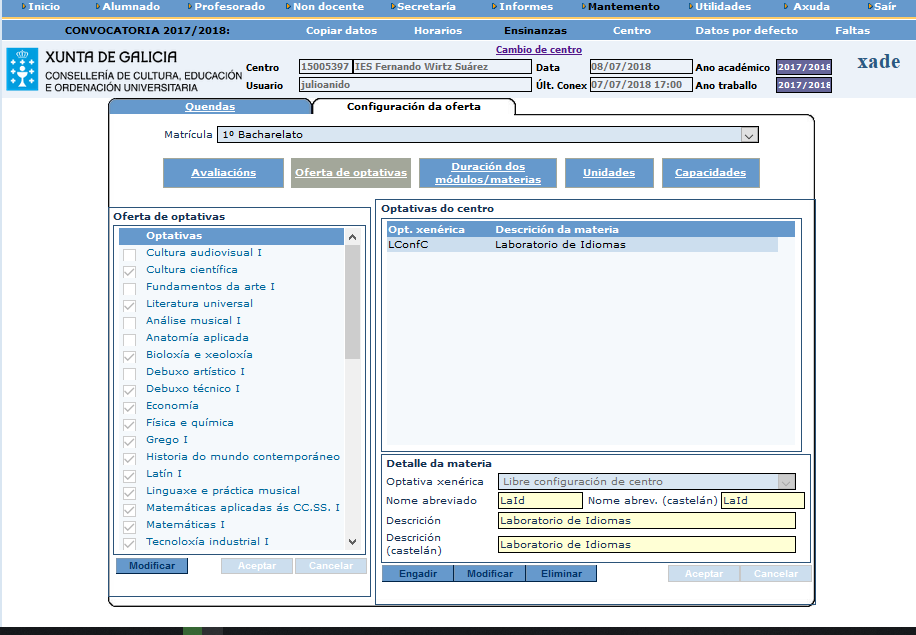 Inicio Alumnado Profesorado Non docente Secretaría Informes Mantemento Utilidades Axuda Saír
CONVOCATORIA 2017/2018: Copiar datos Horarios Ensinanzas Centro Datos por defecto Faltas
Cambio de centro
XUNTA DE GALICIA
CONSELLERÍA DE CULTURA, EDUCACIÓN
E ORDENACIÓN UNIVERSITARIA
Centro 15005397 IES Fernando Wirtz Suárez Data 08/07/2018 Ano académico 2017/2018
Usuario julioanido Últ. Conex 07/07/2018 17:00 Ano traballo 2017/2018
xade
Quendas Configuración da oferta
Matrícula 1º Bacharelato
Avaliacións Oferta de optativas Duración dos
módulos/materias Unidades Capacidades
Oferta de optativas
Optativas
Cultura audiovisual I
Cultura científica
Fundamentos da arte I
Literatura universal
Análise musical I
Anatomía aplicada
Bioloxía e xeoloxía
Debuxo artístico I
Debuxo técnico I
Economía
Física e química
Grego I
Historia do mundo contemporáneo
Latín I
Linguaxe e práctica musical
Matemáticas aplicadas ás CC.SS. I
Matemáticas I
Tecnoloxía industrial I
Modificar Aceptar Cancelar
Optativas do centro
Opt. xenérica Descrición da materia
LConfC Laboratorio de Idiomas
Detalle da materia
Optativa xenérica Libre configuración de centro
Nome abreviado LaId Nome abrev. (castelán) LaId
Descrición Laboratorio de Idiomas
Descrición
(castelán) Laboratorio de Idiomas
Engadir Modificar Eliminar Aceptar Cancelar